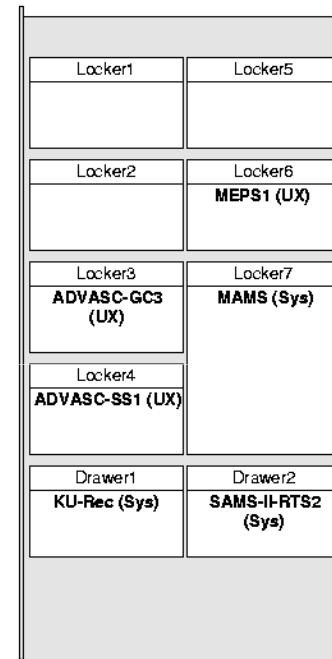 Locker1
Locker5
Locker2
Locker6
MEPS1 (UX)
Locker3
ADVASC-GC3
(UX)
Locker7
MAMS (Sys)
Locker4
ADVASC-SS1 (UX)
Drawer1
KU-Rec (Sys)
Drawer2
SAMS-II-RTS2
(Sys)